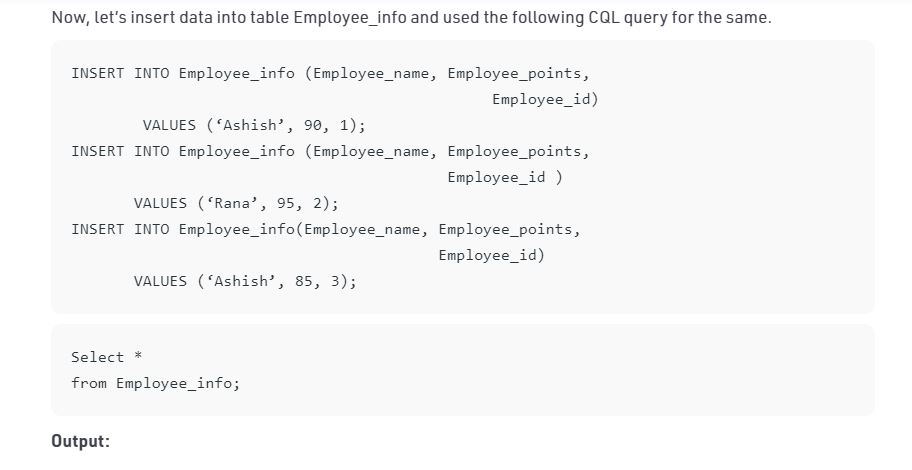 Now, let’s insert data into table Employee_info and used the following CQL query for the same.
INSERT INTO Employee_info (Employee_name, Employee_points,
Employee_id)
VALUES (‘Ashish’, 90, 1);
INSERT INTO Employee_info (Employee_name, Employee_points,
Employee_id )
VALUES (‘Rana’, 95, 2);
INSERT INTO Employee_info(Employee_name, Employee_points,
Employee_id)
VALUES (‘Ashish’, 85, 3);
Select *
from Employee_info;
Output: